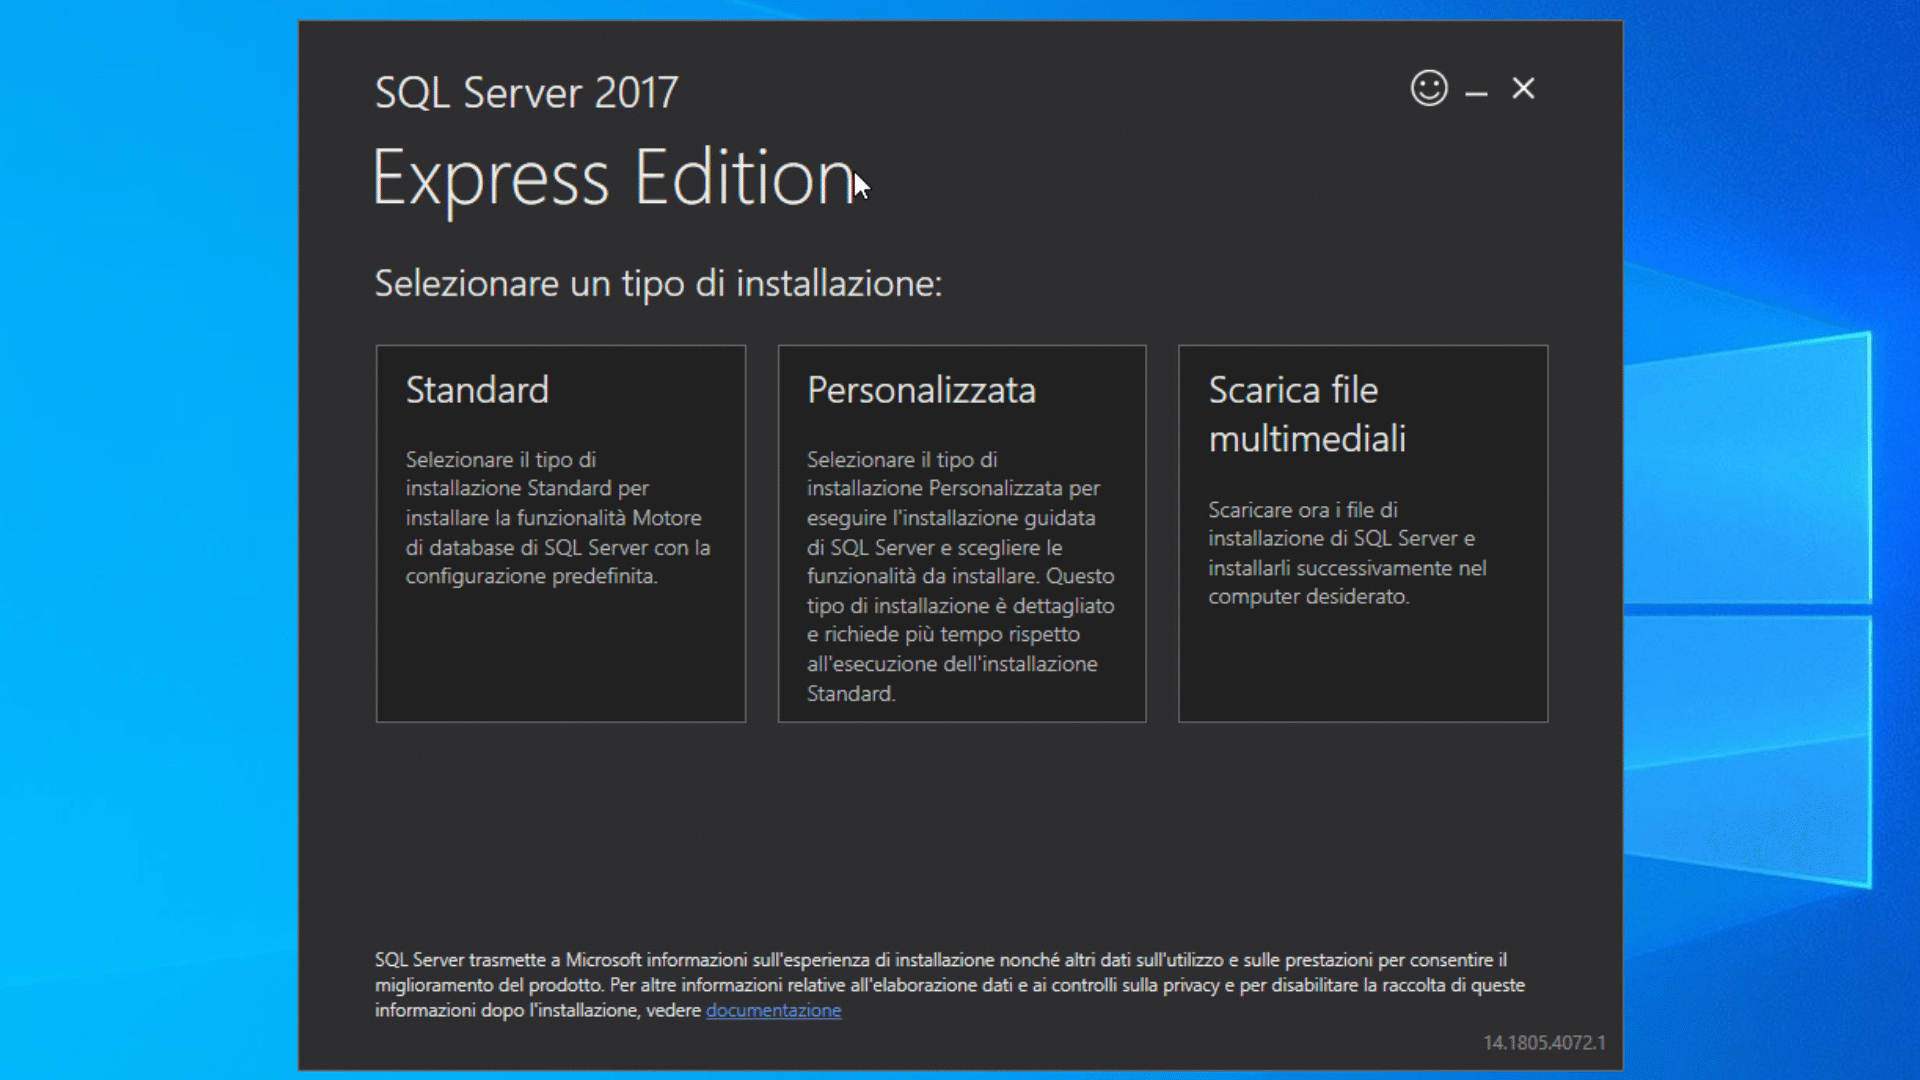 SQL Server 2017
Express Edition
Selezionare un tipo di installazione:
Standard
Selezionare il tipo di
installazione Standard per
installare la funzionalità Motore
di database di SQL Server con la
configurazione predefinita.
Personalizzata
Selezionare il tipo di
installazione Personalizzata per
eseguire l'installazione guidata
di SQL Server e scegliere le
funzionalità da installare. Questo
tipo di installazione è dettagliato
e richiede più tempo rispetto
all'esecuzione dell'installazione
Standard.
Scarica file
multimediali
Scaricare ora i file di
installazione di SQL Server e
installarli successivamente nel
computer desiderato.
SQL Server trasmette a Microsoft informazioni sull'esperienza di installazione nonché altri dati sull'utilizzo e sulle prestazioni per consentire il
miglioramento del prodotto. Per altre informazioni relative all'elaborazione dati e ai controlli sulla privacy e per disabilitare la raccolta di queste
informazioni dopo l'installazione, vedere documentazione
14.1805.4072.1